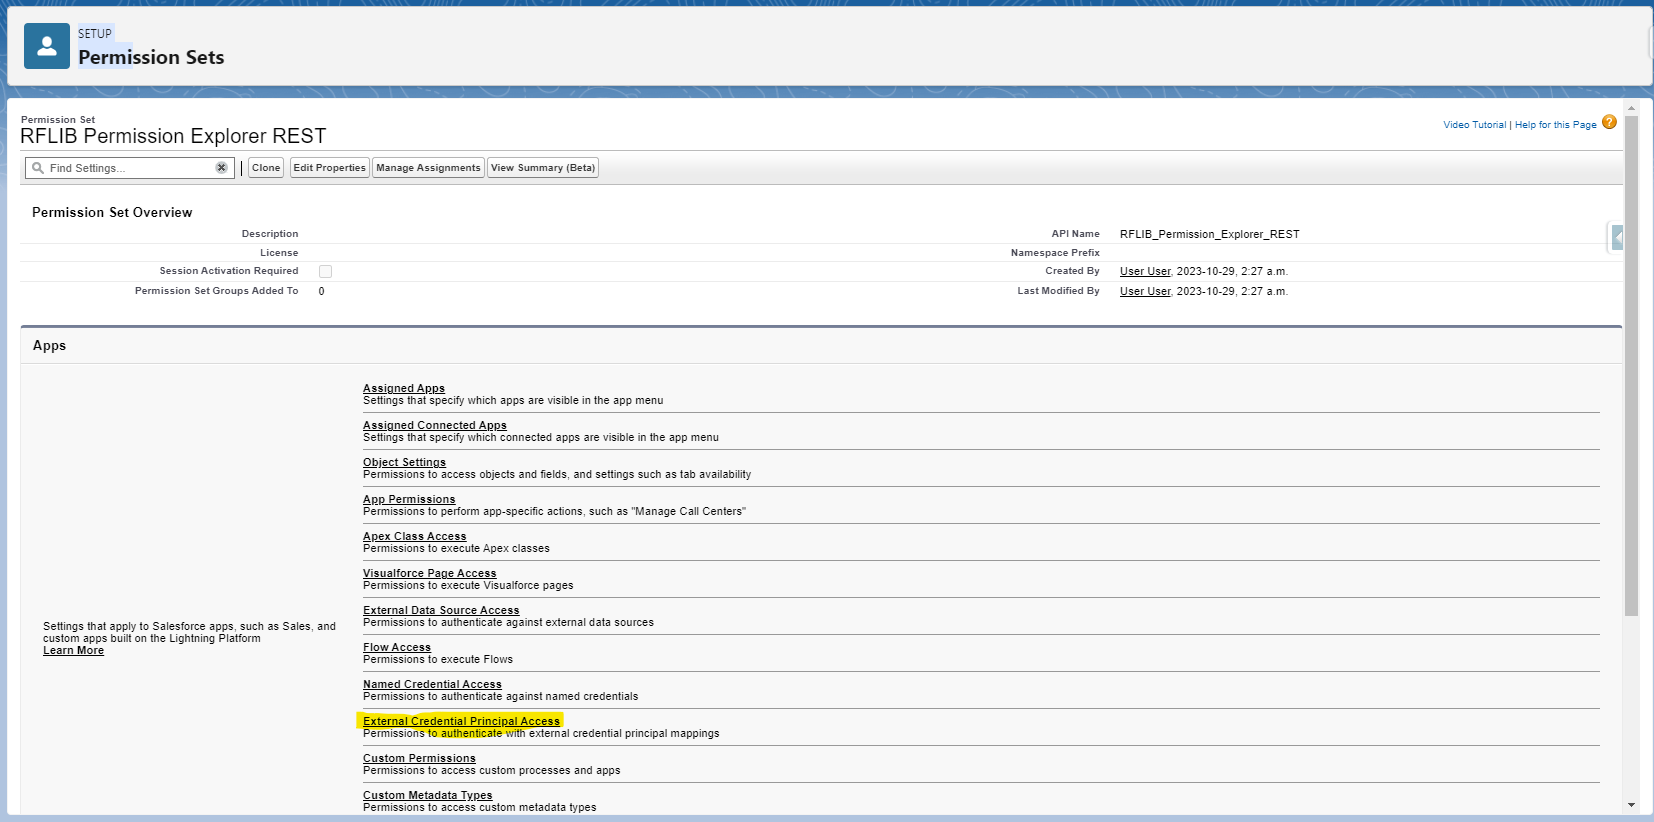 SETUP
Permission Sets
Permission Set
RFLIB Permission Explorer REST
Video Tutorial | Help for this Page ?
Find Settings...
Clone
Edit Properties
Manage Assignments
View Summary (Beta)
Permission Set Overview
Description
API Name RFLIB_Permission_Explorer_REST
License
Namespace Prefix
Session Activation Required
Created By User User, 2023-10-29, 2:27 a.m.
Permission Set Groups Added To 0
Last Modified By User User, 2023-10-29, 2:27 a.m.
Apps
Settings that apply to Salesforce apps, such as Sales, and
custom apps built on the Lightning Platform
Learn More
Assigned Apps
Settings that specify which apps are visible in the app menu
Assigned Connected Apps
Settings that specify which connected apps are visible in the app menu
Object Settings
Permissions to access objects and fields, and settings such as tab availability
App Permissions
Permissions to perform app-specific actions, such as "Manage Call Centers"
Apex Class Access
Permissions to execute Apex classes
Visualforce Page Access
Permissions to execute Visualforce pages
External Data Source Access
Permissions to authenticate against external data sources
Flow Access
Permissions to execute Flows
Named Credential Access
Permissions to authenticate against named credentials
External Credential Principal Access
Permissions to authenticate with external credential principal mappings
Custom Permissions
Permissions to access custom processes and apps
Custom Metadata Types
Permissions to access custom metadata types